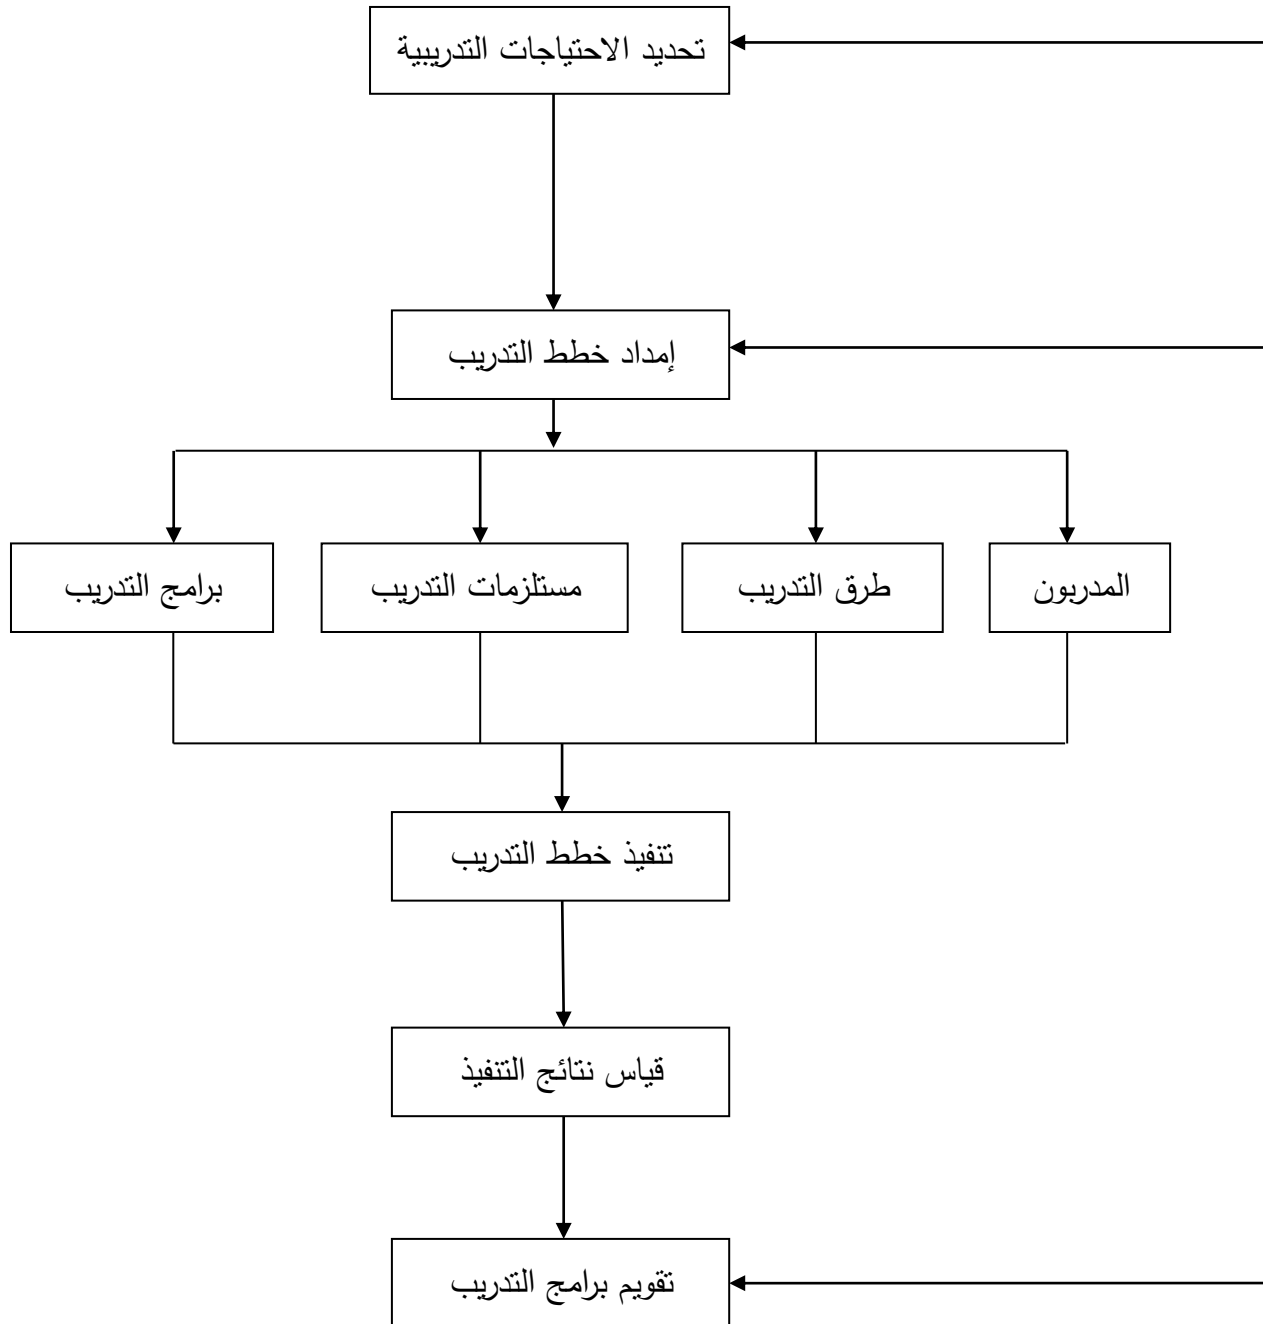 تحديد الاحتياجات التدريبية
إمداد خطط التدريب
المدربون
طرق التدريب
مستلزمات التدريب
برامج التدريب
تنفيذ خطط التدريب
قياس نتائج التنفيذ
تقويم برامج التدريب